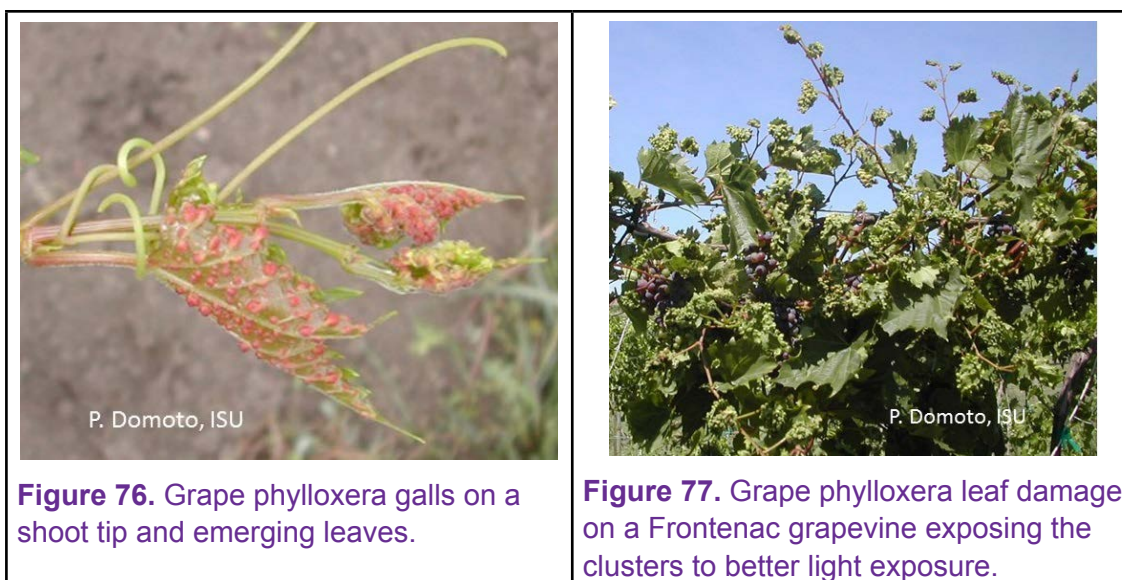 P. Domoto, ISU
Figure 76. Grape phylloxera galls on a
shoot tip and emerging leaves.
P. Domoto, ISU
Figure 77. Grape phylloxera leaf damage
on a Frontenac grapevine exposing the
clusters to better light exposure.